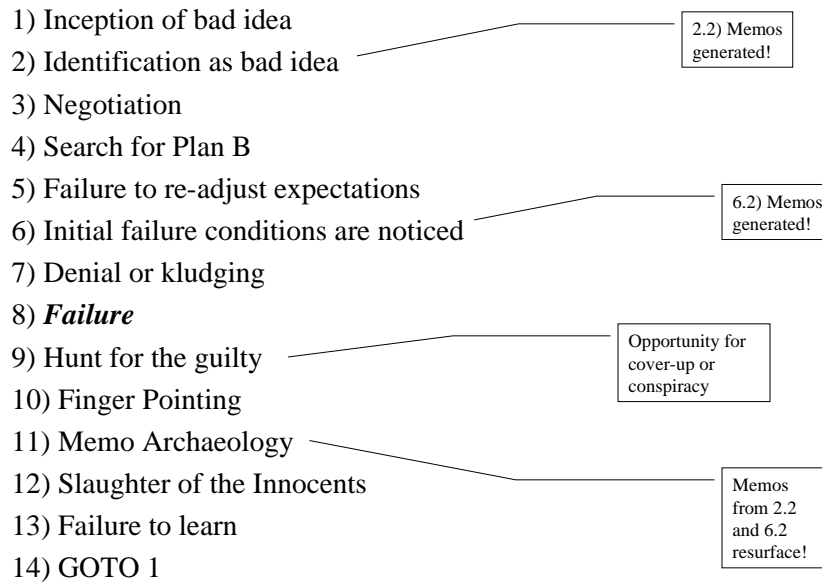 1) Inception of bad idea
2.2) Memos
generated!
2) Identification as bad idea
3) Negotiation
4) Search for Plan B
5) Failure to re-adjust expectations
6.2) Memos
generated!
6) Initial failure conditions are noticed
7) Denial or kludging
8) Failure
9) Hunt for the guilty
Opportunity for
cover-up or
conspiracy
10) Finger Pointing
11) Memo Archaeology
12) Slaughter of the Innocents
Memos
from 2.2
and 6.2
resurface!
13) Failure to learn
14) GOTO 1